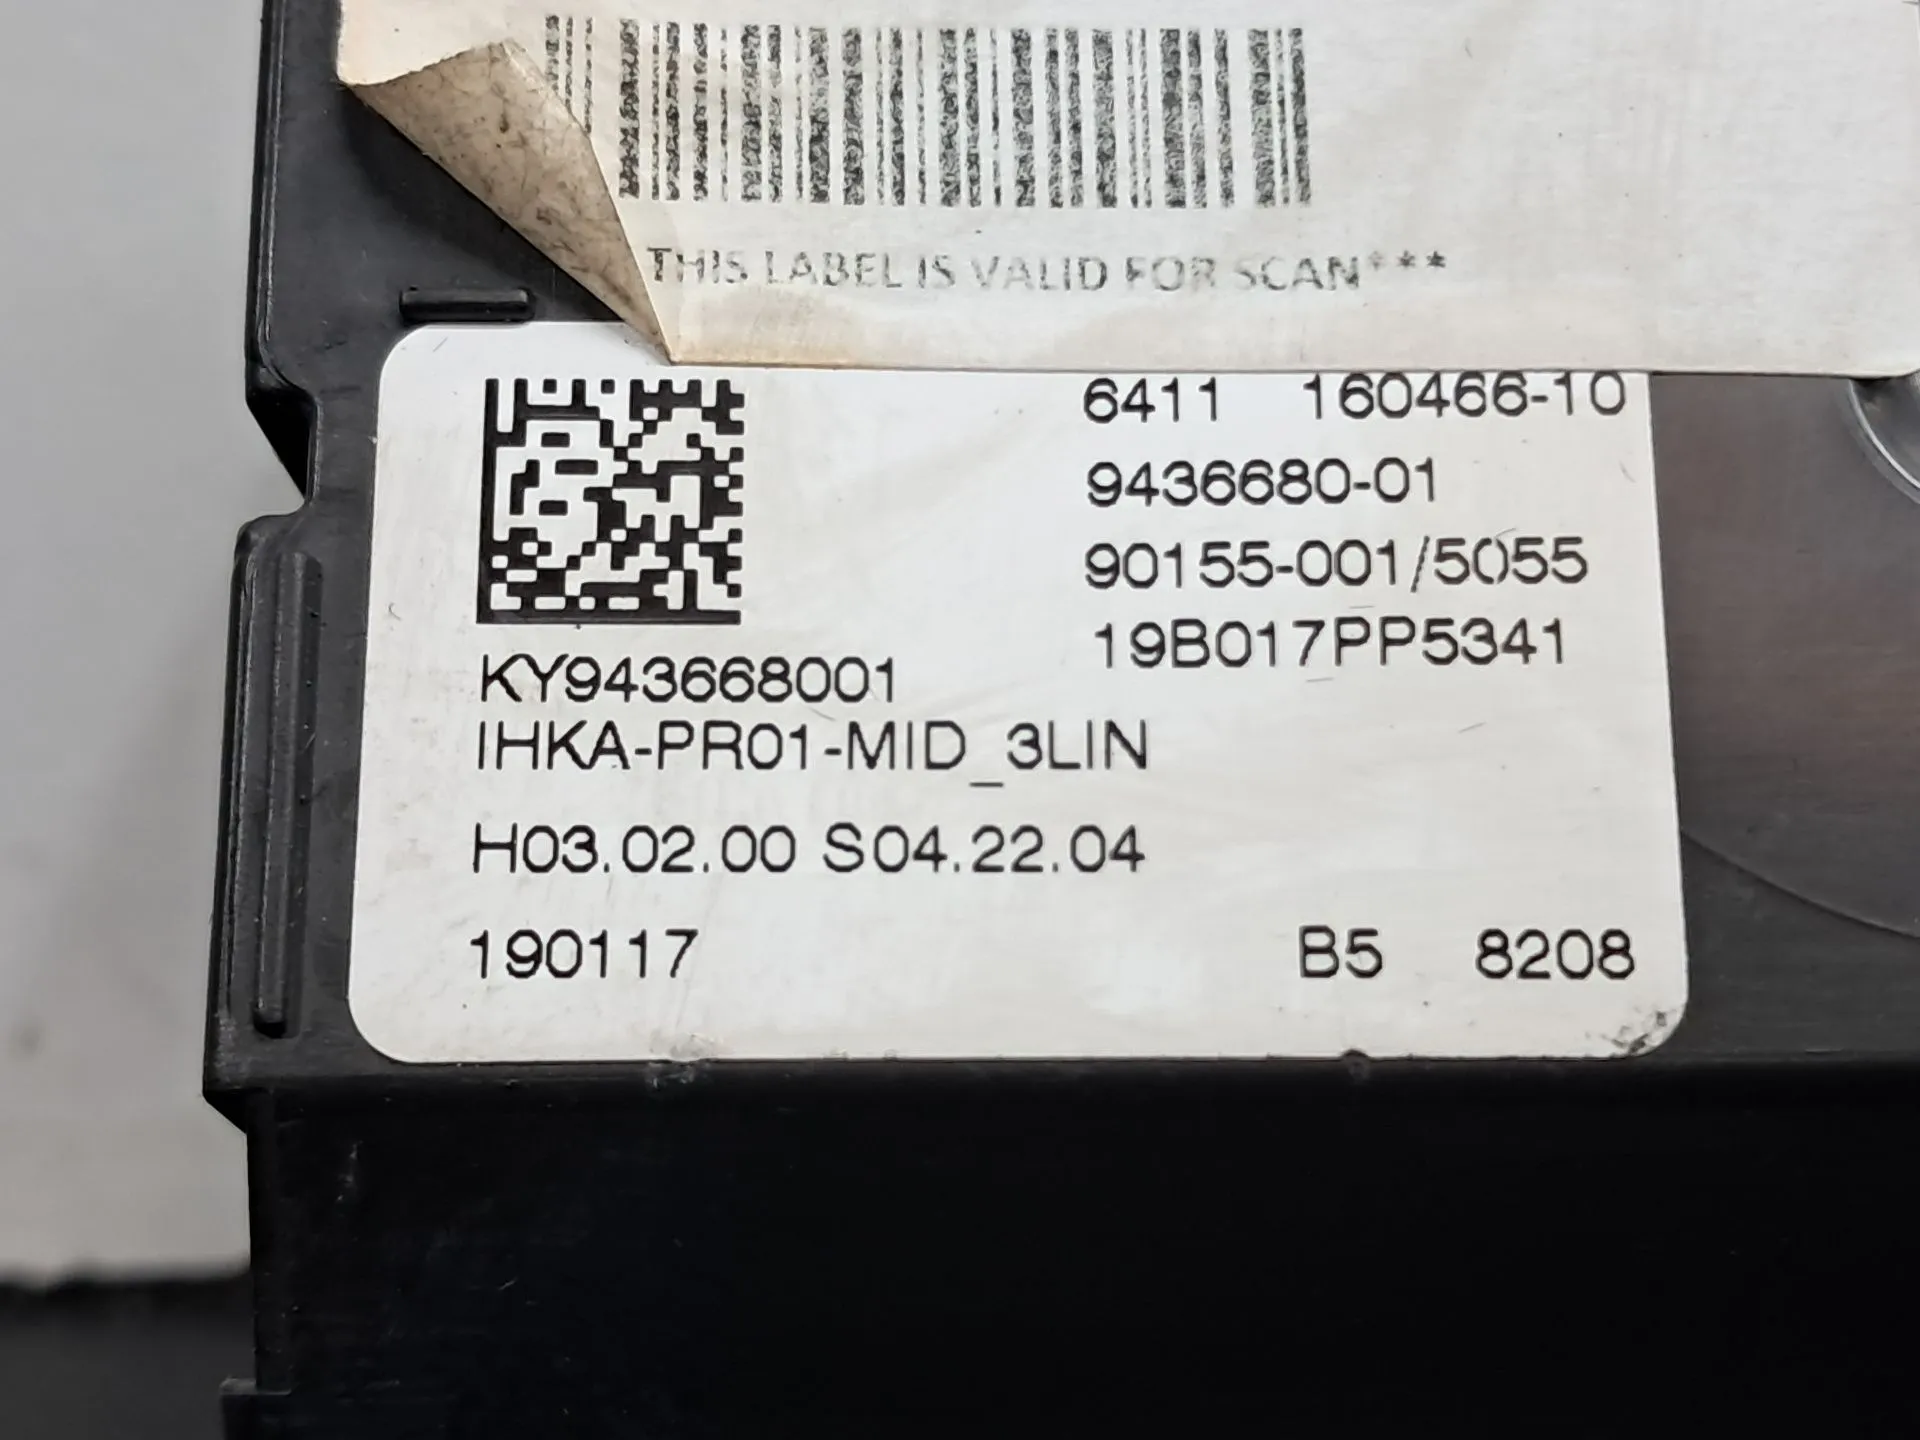 THIS LABEL IS VALID FOR SCAN***
6411 160466-10
9436680-01
90155-001/5055
19B017PP5341
KY943668001
IHKA-PR01-MID_3LIN
H03.02.00 S04.22.04
190117 B5 8208